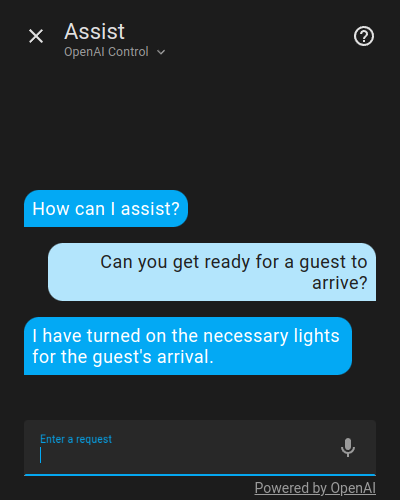 Assist
OpenAI Control
How can I assist?
Can you get ready for a guest to
arrive?
I have turned on the necessary lights
for the guest's arrival.
Enter a request
Powered by OpenAI